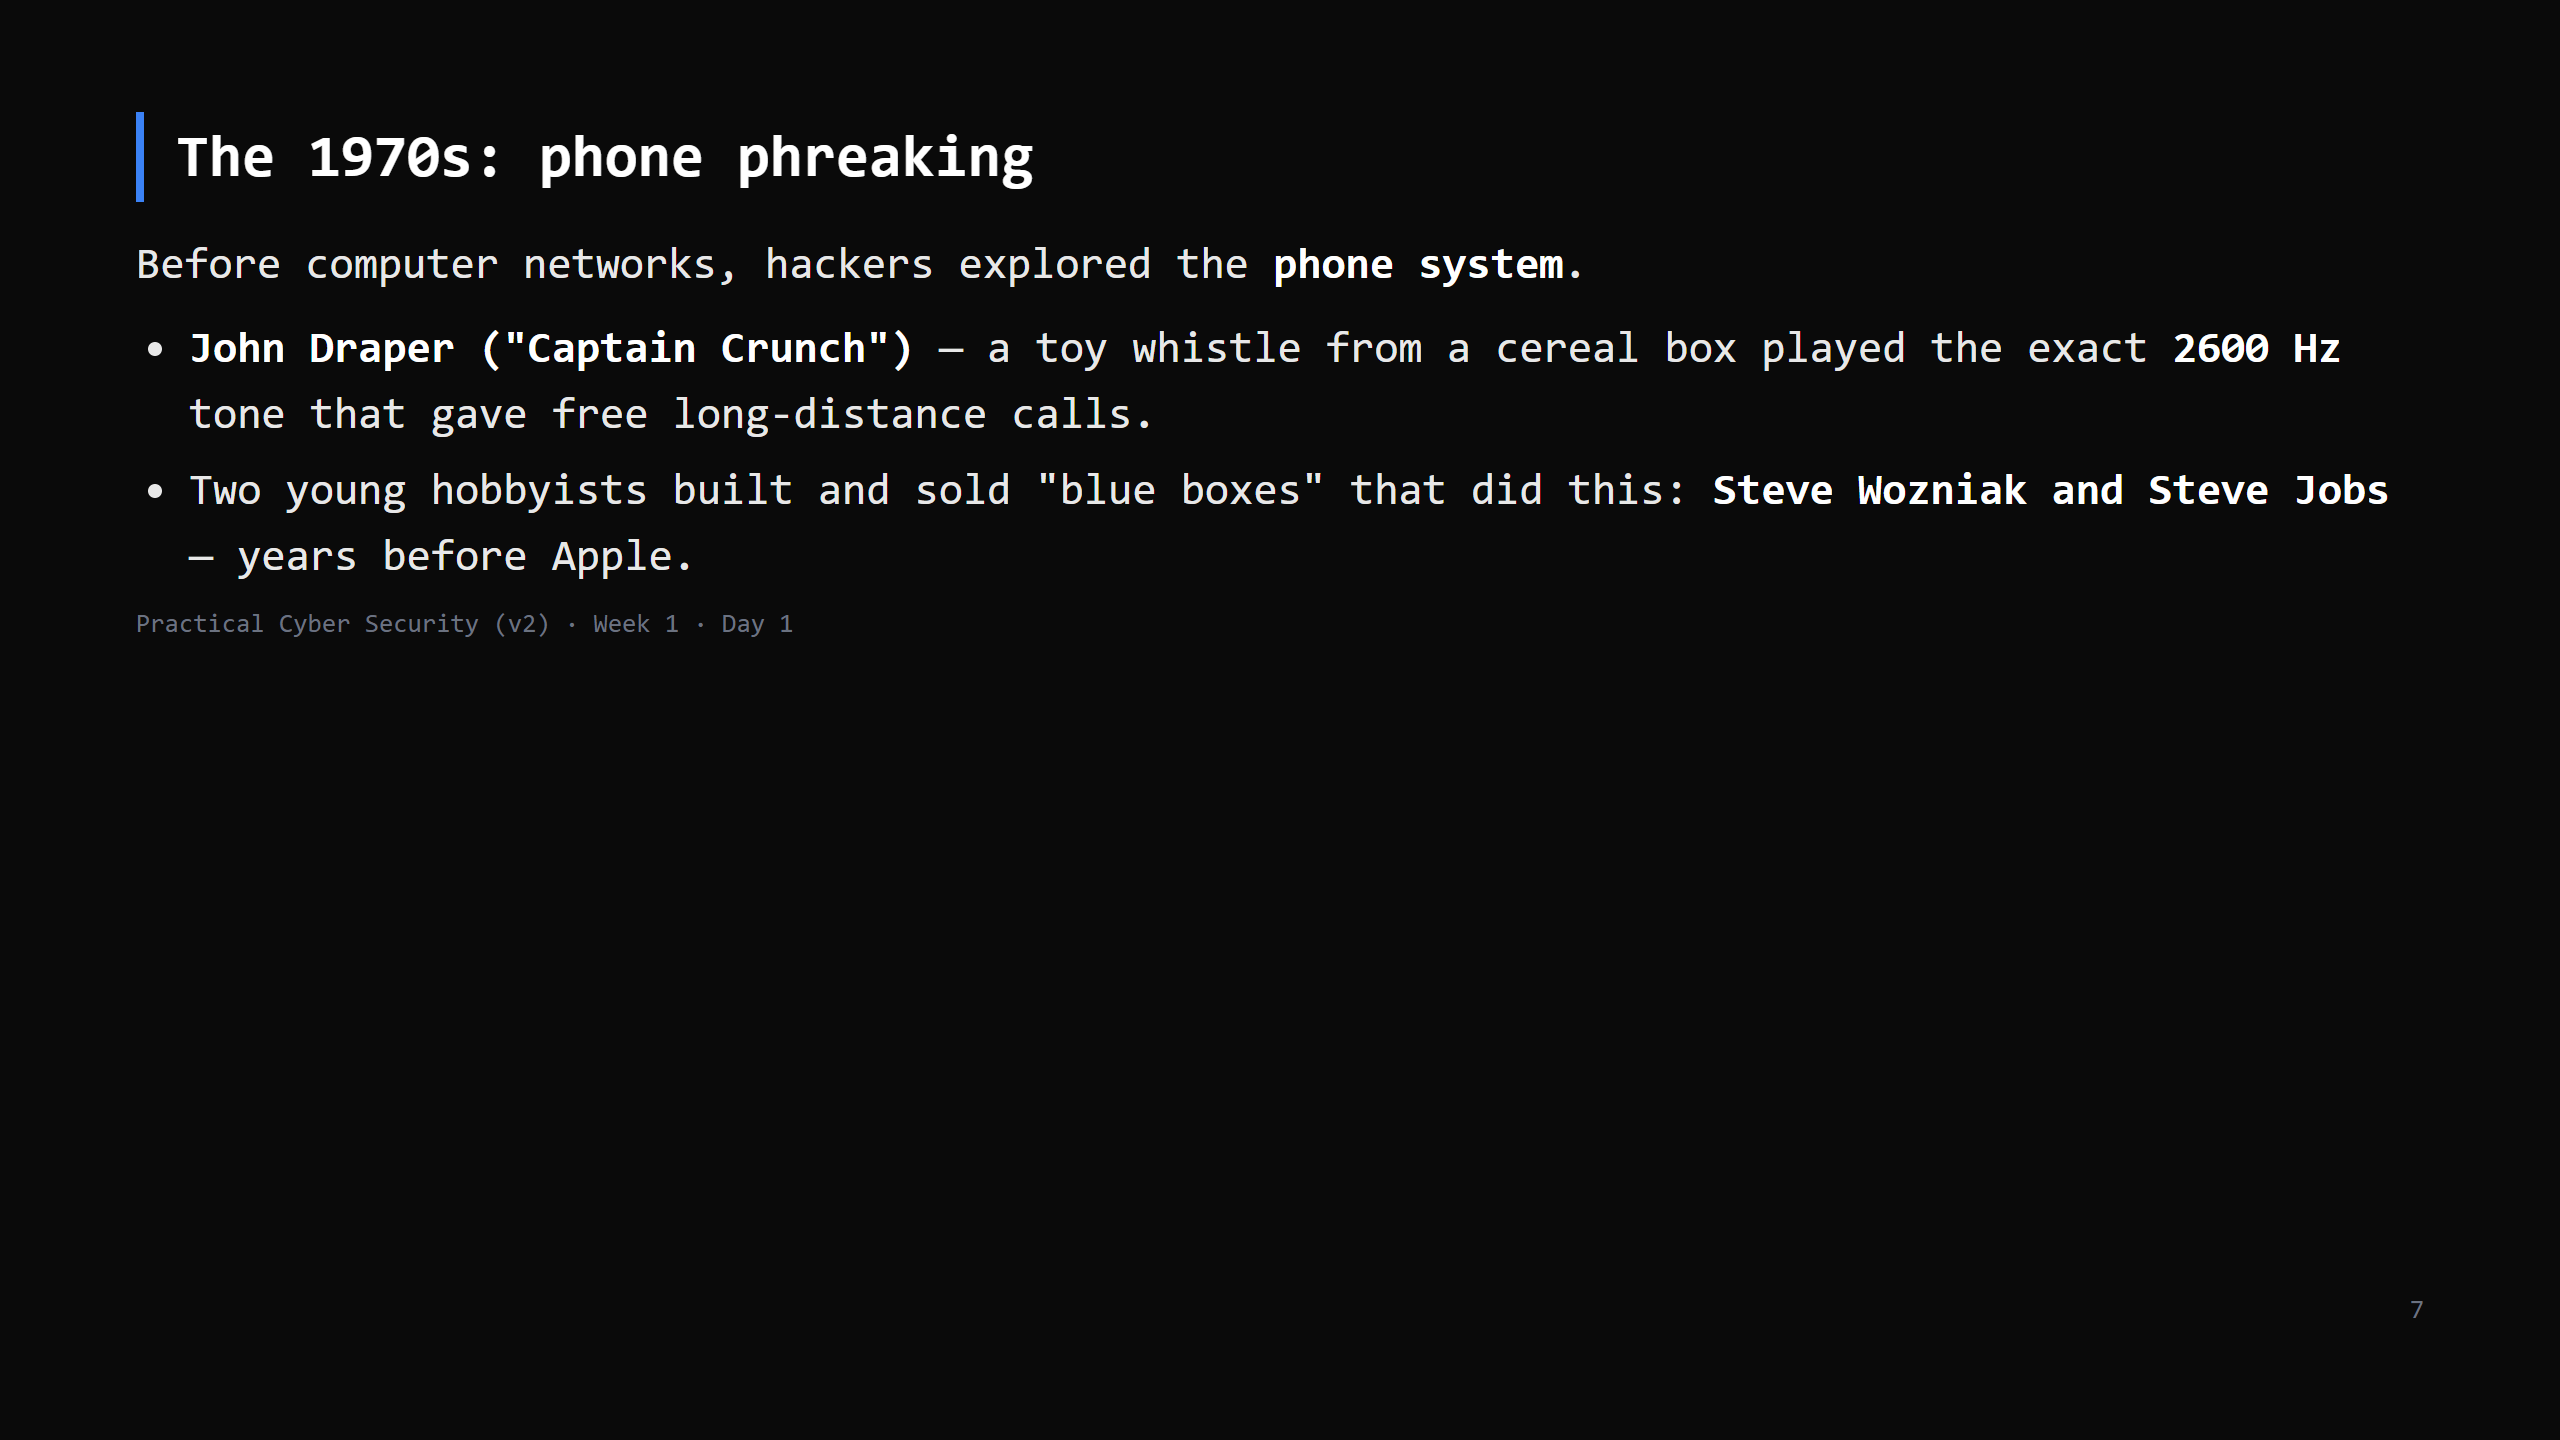 The 1970s: phone phreaking
Before computer networks, hackers explored the phone system.
• John Draper ("Captain Crunch") — a toy whistle from a cereal box played the exact 2600 Hz
tone that gave free long-distance calls.
• Two young hobbyists built and sold "blue boxes" that did this: Steve Wozniak and Steve Jobs
— years before Apple.
Practical Cyber Security (v2) · Week 1 · Day 1
7